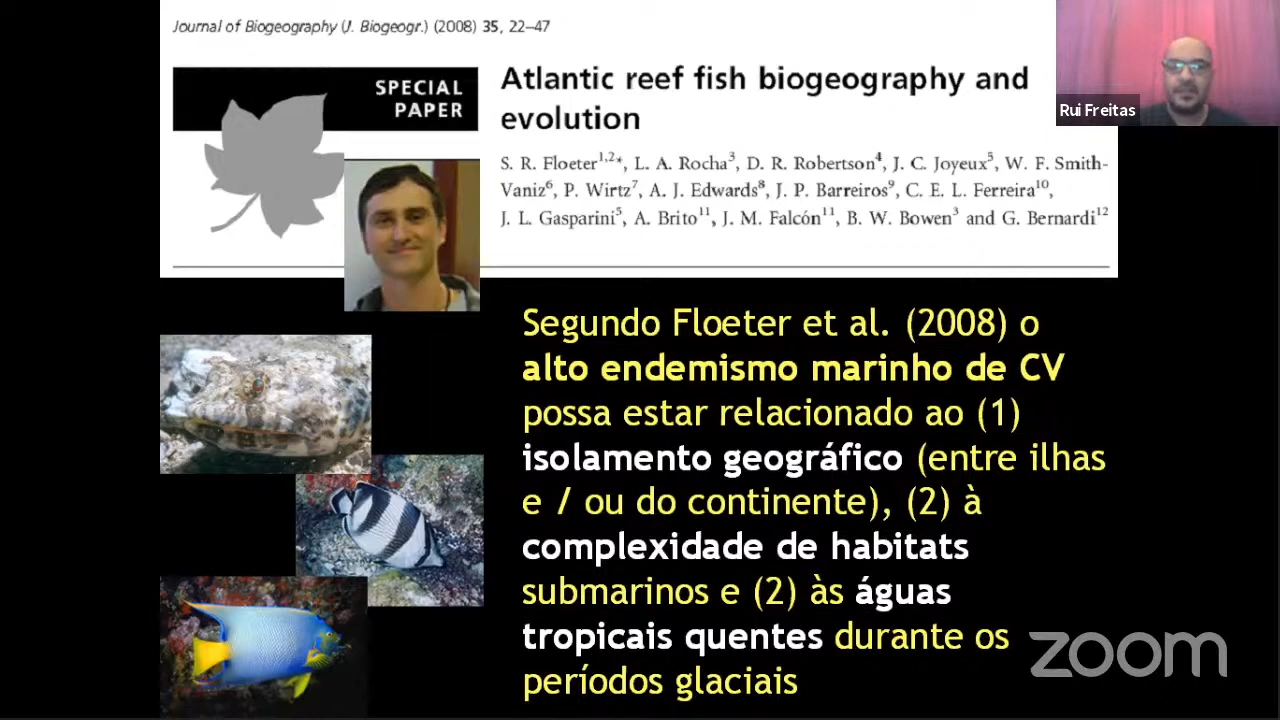 Journal of Biogeography (J. Biogeogr.) (2008) 35, 22–47
SPECIAL
PAPER
Atlantic reef fish biogeography and
evolution
S. R. Floeter1,2*, L. A. Rocha3, D. R. Robertson4, J. C. Joyeux5, W. F. Smith-
Vaniz6, P. Wirtz7, A. J. Edwards8, J. P. Barreiros9, C. E. L. Ferreira10,
J. L. Gasparini5, A. Brito11, J. M. Falcón11, B. W. Bowen3 and G. Bernardi12
Rui Freitas
Segundo Floeter et al. (2008) o
alto endemismo marinho de CV
possa estar relacionado ao (1)
isolamento geográfico (entre ilhas
e / ou do continente), (2) à
complexidade de habitats
submarinos e (2) às águas
tropicais quentes durante os
períodos glaciais
zoom